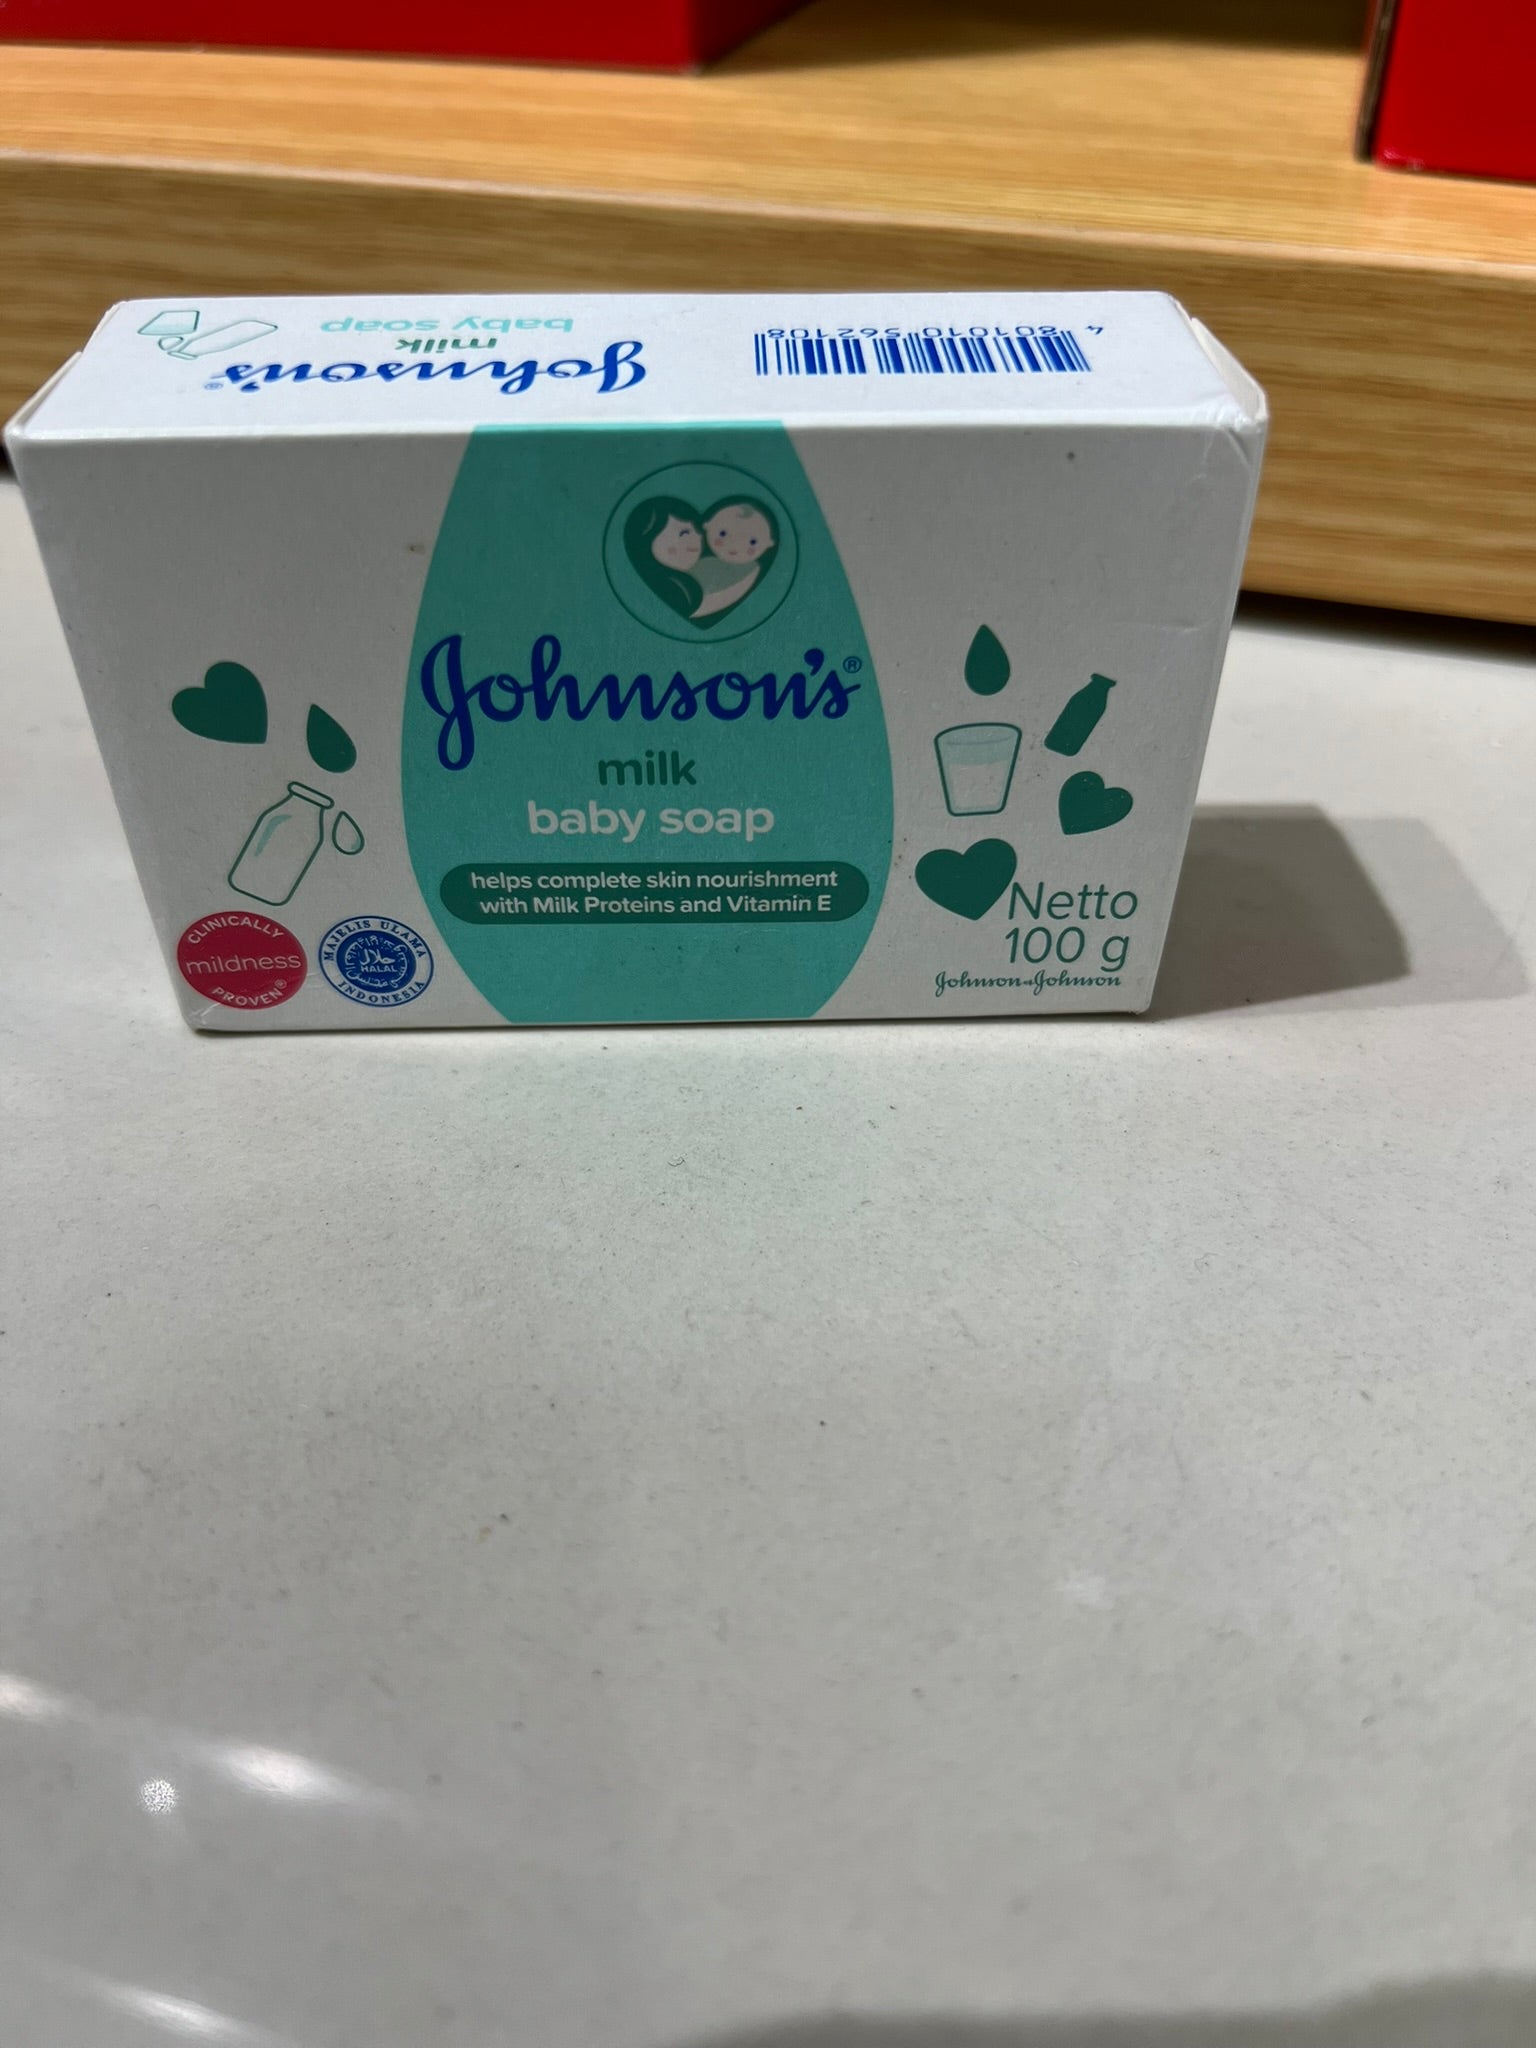 Johnson's®
milk
baby soap
4 801010 562108
Johnson's®
milk
baby soap
helps complete skin nourishment
with Milk Proteins and Vitamin E
CLINICALLY
mildness
PROVEN®
MAJELIS ULAMA
حلال
HALAL
INDONESIA
Netto
100 g
Johnson&Johnson